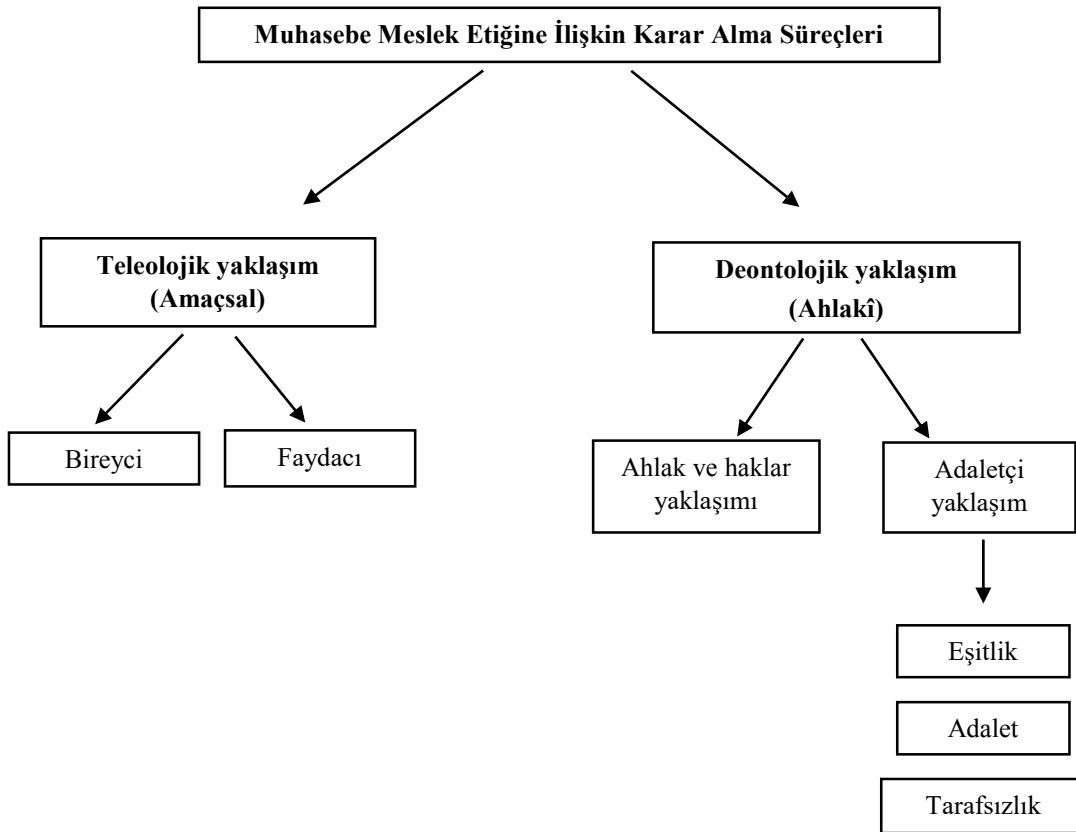 Muhasebe Meslek Etiğine İlişkin Karar Alma Süreçleri
Teleolojik yaklaşım
(Amaçsal)
Deontolojik yaklaşım
(Ahlakî)
Bireyci
Faydacı
Ahlak ve haklar
yaklaşımı
Adaletçi
yaklaşım
Eşitlik
Adalet
Tarafsızlık